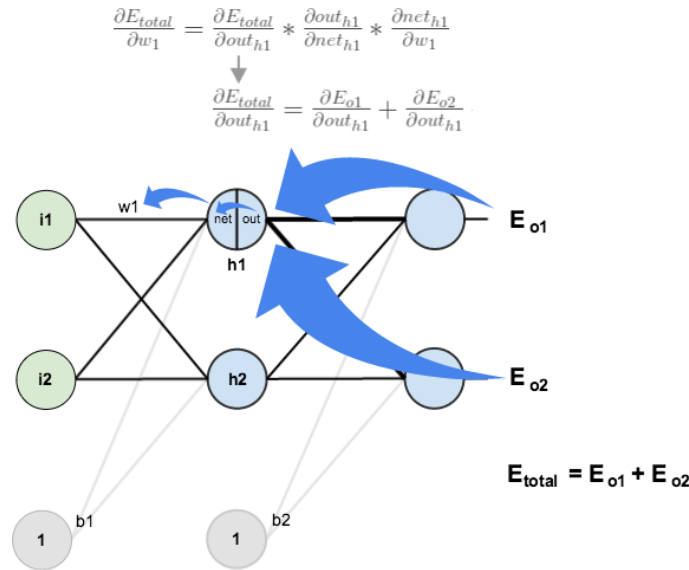 ∂E_total/∂w₁ = ∂E_total/∂out_h1 * ∂out_h1/∂net_h1 * ∂net_h1/∂w₁
∂E_total/∂out_h1 = ∂E_o1/∂out_h1 + ∂E_o2/∂out_h1
w1
i1
net out
E o1
h1
i2
h2
E o2
E total = E o1 + E o2
b1
b2
1
1